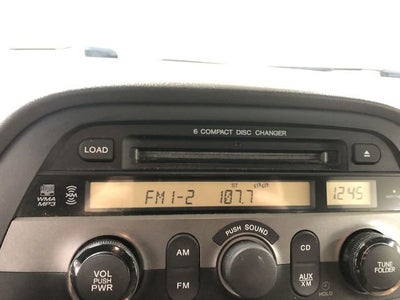 6 COMPACT DISC CHANGER
LOAD
WMA
MP3
XM
FM1-2 ST 107.7
12:45
PUSH SOUND
AM
FM
CD
AUX
XM
VOL
PUSH
PWR
TUNE
FOLDER
HOLD